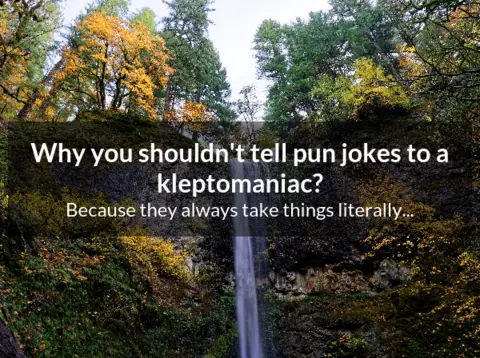 Why you shouldn't tell pun jokes to a
kleptomaniac?
Because they always take things literally...